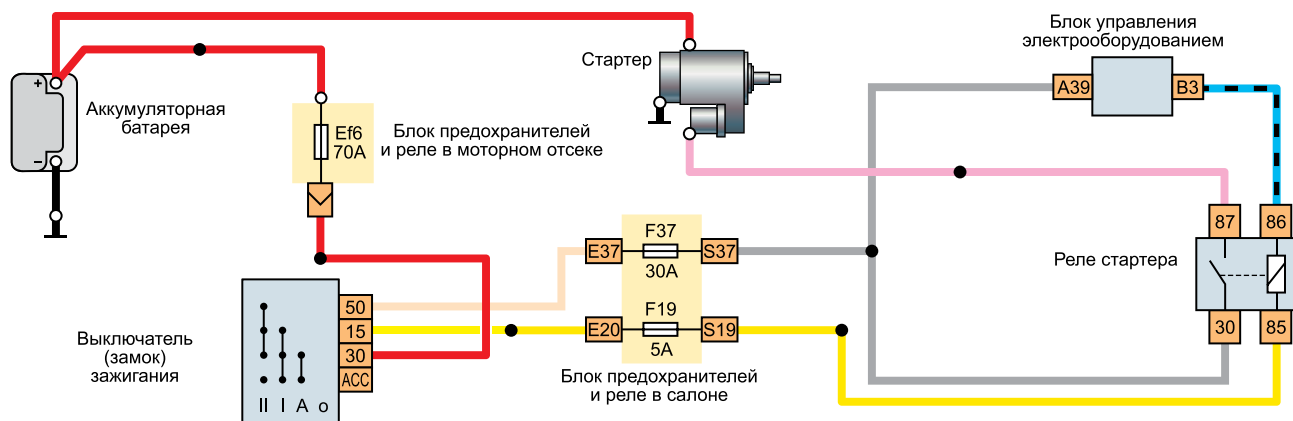 Блок управления
электрооборудованием
A39
B3
Стартер
+
–
Аккумуляторная
батарея
Ef6
70A
Блок предохранителей
и реле в моторном отсеке
87
86
Реле стартера
30
85
E37
F37
30A
S37
E20
F19
5A
S19
Блок предохранителей
и реле в салоне
Выключатель
(замок)
зажигания
50
15
30
ACC
II I A o